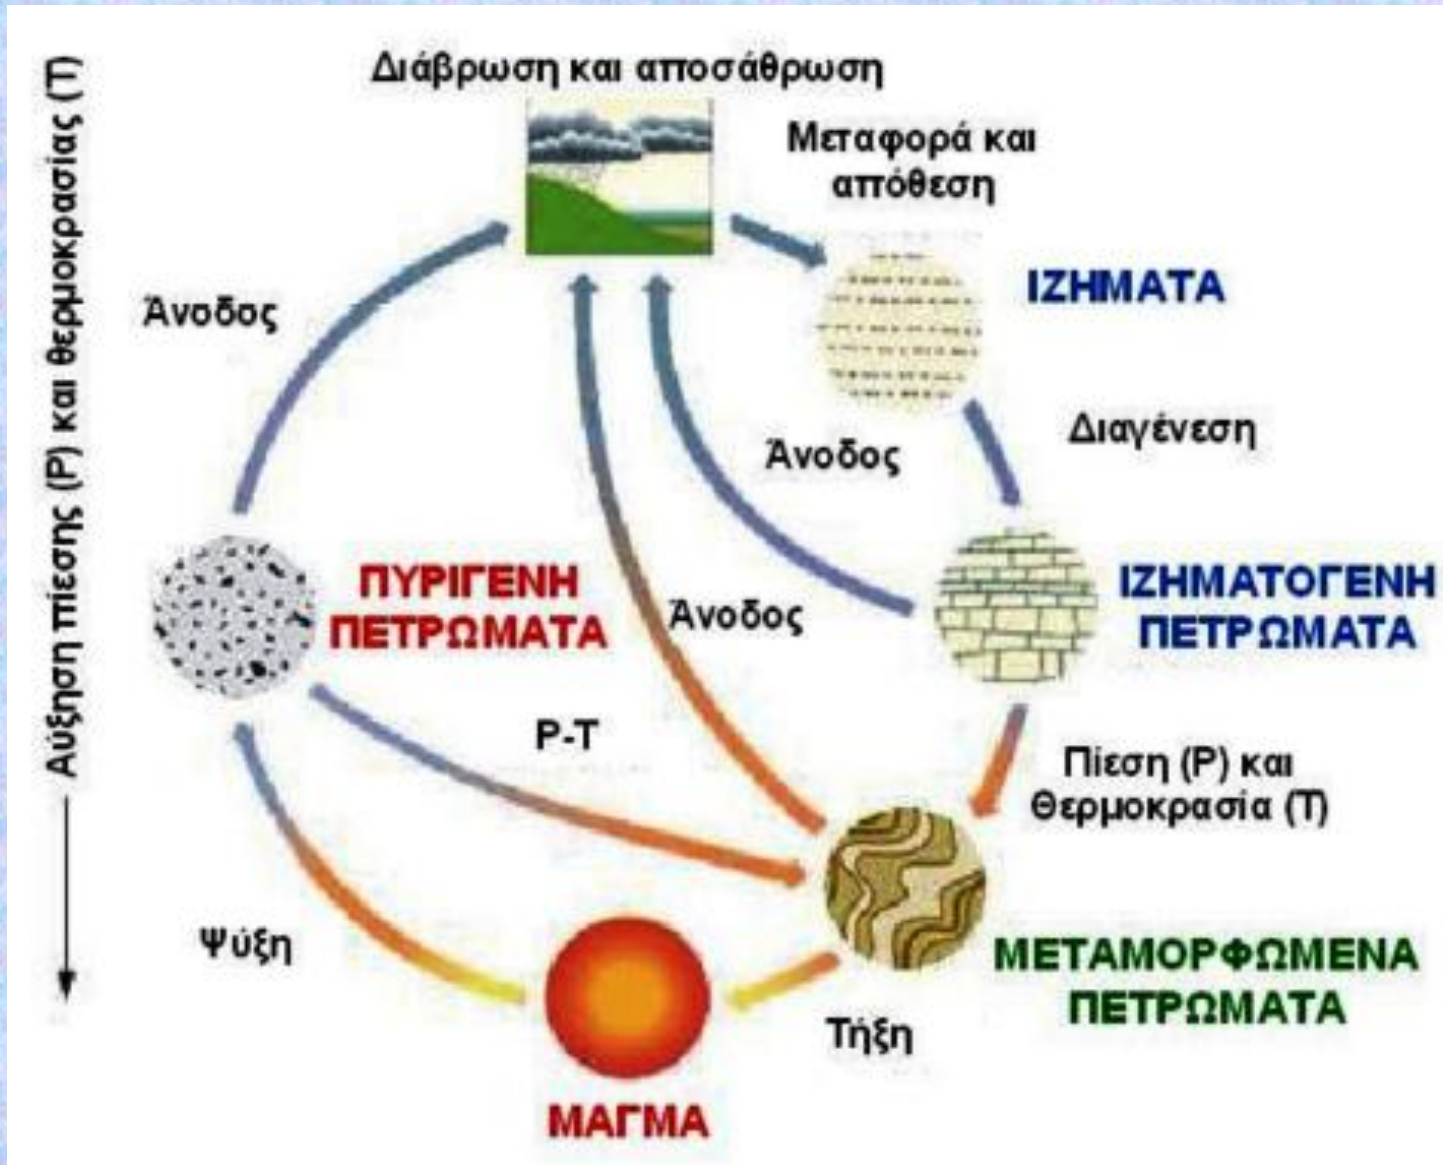 Διάβρωση και αποσάθρωση
Μεταφορά και
απόθεση
ΙΖΗΜΑΤΑ
Διαγένεση
Άνοδος
Άνοδος
ΠΥΡΙΓΕΝΗ
ΠΕΤΡΩΜΑΤΑ
Άνοδος
ΙΖΗΜΑΤΟΓΕΝΗ
ΠΕΤΡΩΜΑΤΑ
P-T
Πίεση (P) και
Θερμοκρασία (T)
Ψύξη
ΜΕΤΑΜΟΡΦΩΜΕΝΑ
ΠΕΤΡΩΜΑΤΑ
Τήξη
ΜΑΓΜΑ
Αύξηση πίεσης (P) και θερμοκρασίας (T)